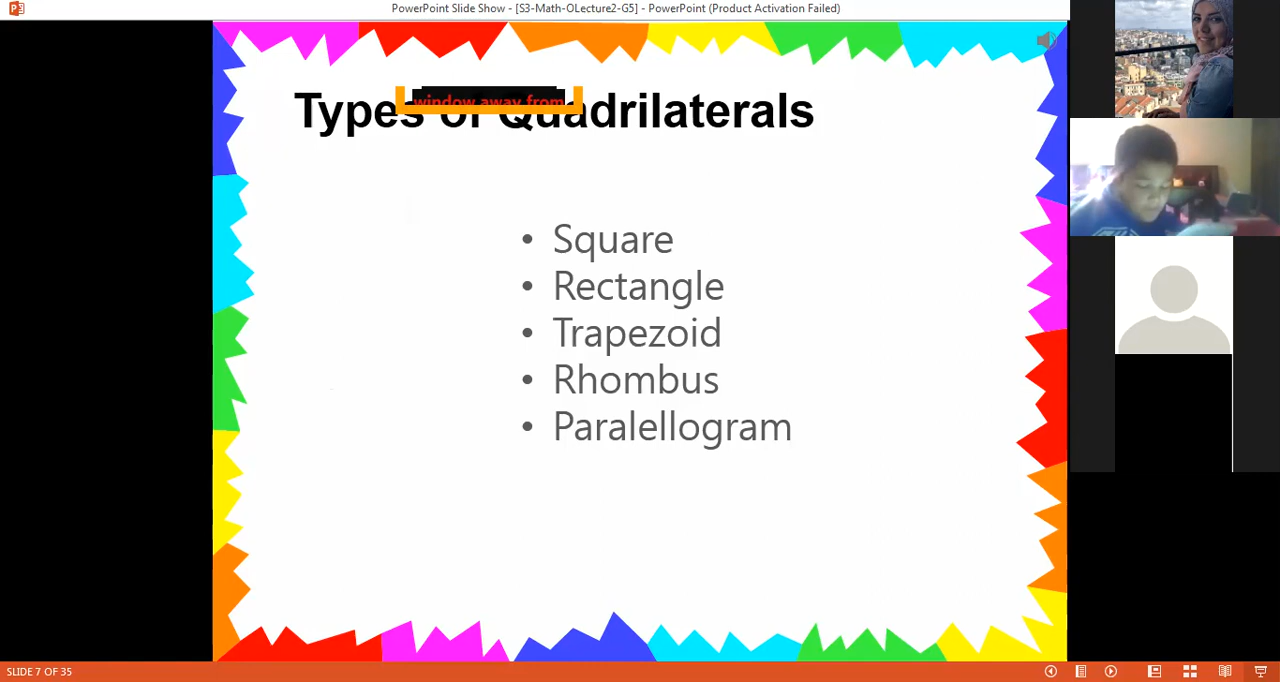 PowerPoint Slide Show - [S3-Math-OLecture2-G5] - PowerPoint (Product Activation Failed)
window away from
Types of Quadrilaterals
• Square
• Rectangle
• Trapezoid
• Rhombus
• Paralellogram
SLIDE 7 OF 35